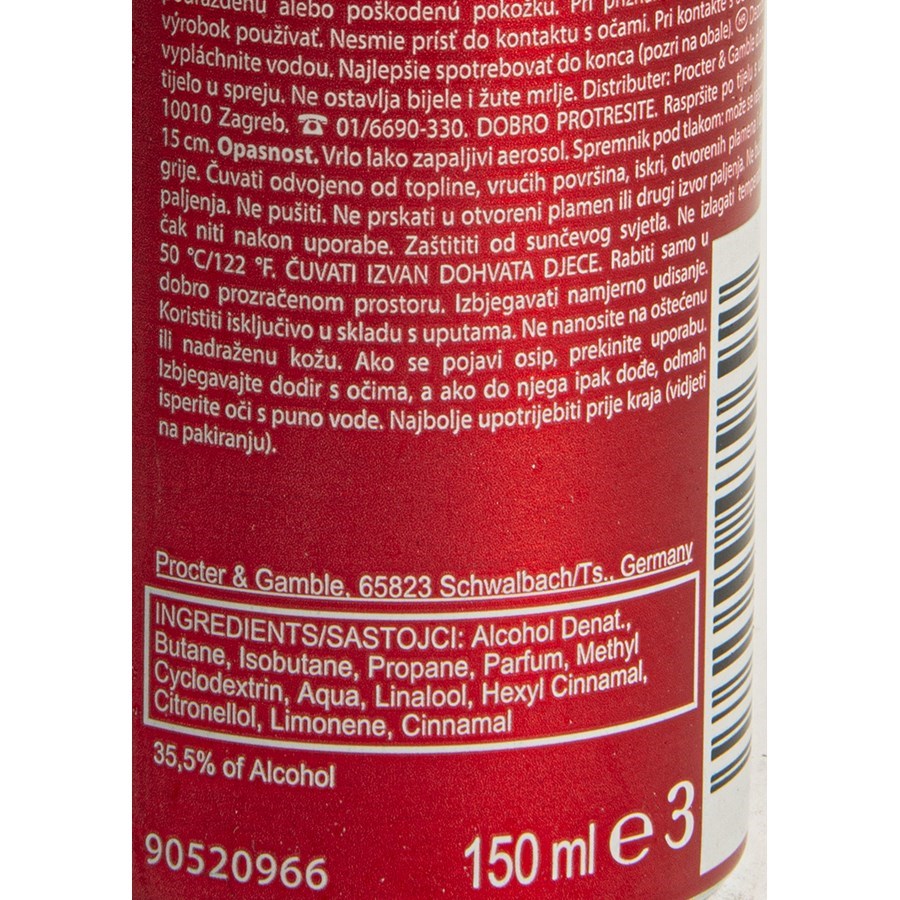 podráždenú alebo poškodenú pokožku. Pri
výrobok používať. Nesmie prísť do kontaktu s očami. Pri kontakte s
vypláchnite vodou. Najlepšie spotrebovať do konca (pozri na obale). HR
tijelo u spreju. Ne ostavlja bijele i žute mrlje. Distributer: Procter & Gamble
10010 Zagreb. ☎ 01/6690-330. DOBRO PROTRESITE. Raspršite po tijelu s
15 cm. Opasnost. Vrlo lako zapaljivi aerosol. Spremnik pod tlakom: može se
grije. Čuvati odvojeno od topline, vrućih površina, iskri, otvorenih plamena
paljenja. Ne pušiti. Ne prskati u otvoreni plamen ili drugi izvor paljenja. Ne
čak niti nakon uporabe. Zaštititi od sunčevog svjetla. Ne izlagati
50 °C/122 °F. ČUVATI IZVAN DOHVATA DJECE. Rabiti samo u
dobro prozračenom prostoru. Izbjegavati namjerno udisanje.
Koristiti isključivo u skladu s uputama. Ne nanosite na oštećenu
ili nadraženu kožu. Ako se pojavi osip, prekinite uporabu.
Izbjegavajte dodir s očima, a ako do njega ipak dođe, odmah
isperite oči s puno vode. Najbolje upotrijebiti prije kraja (vidjeti
na pakiranju).
Procter & Gamble, 65823 Schwalbach/Ts., Germany
INGREDIENTS/SASTOJCI: Alcohol Denat.,
Butane, Isobutane, Propane, Parfum, Methyl
Cyclodextrin, Aqua, Linalool, Hexyl Cinnamal,
Citronellol, Limonene, Cinnamal
35,5% of Alcohol
90520966
150 ml e 3